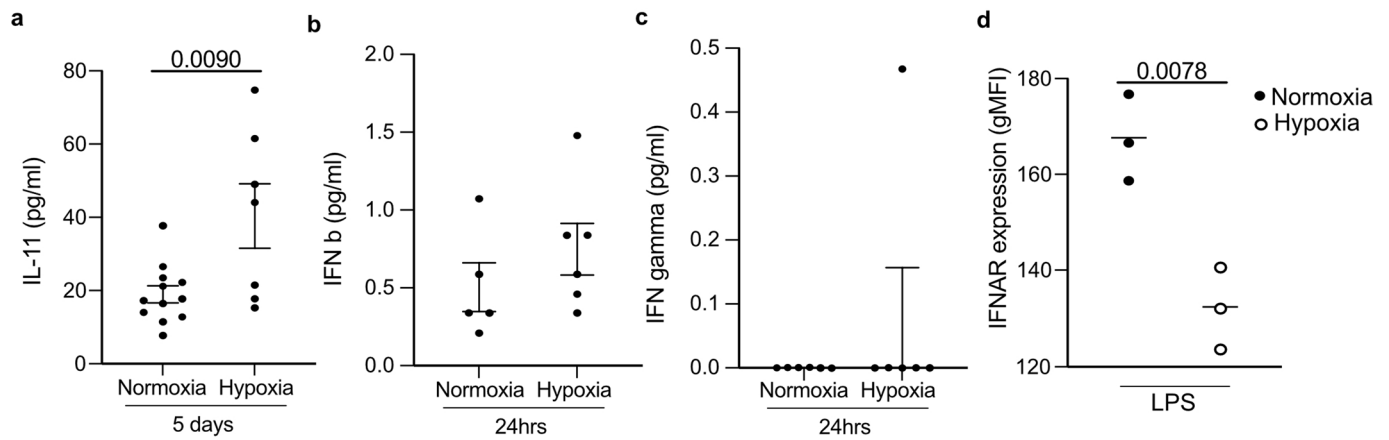 a
0.0090
IL-11 (pg/ml)
80
60
40
20
0
Normoxia Hypoxia
5 days
b
IFN b (pg/ml)
2.0
1.5
1.0
0.5
0.0
Normoxia Hypoxia
24hrs
c
IFN gamma (pg/ml)
0.5
0.4
0.3
0.2
0.1
0.0
Normoxia Hypoxia
24hrs
d
0.0078
IFNAR expression (gMFI)
180
160
140
120
LPS
Normoxia
Hypoxia